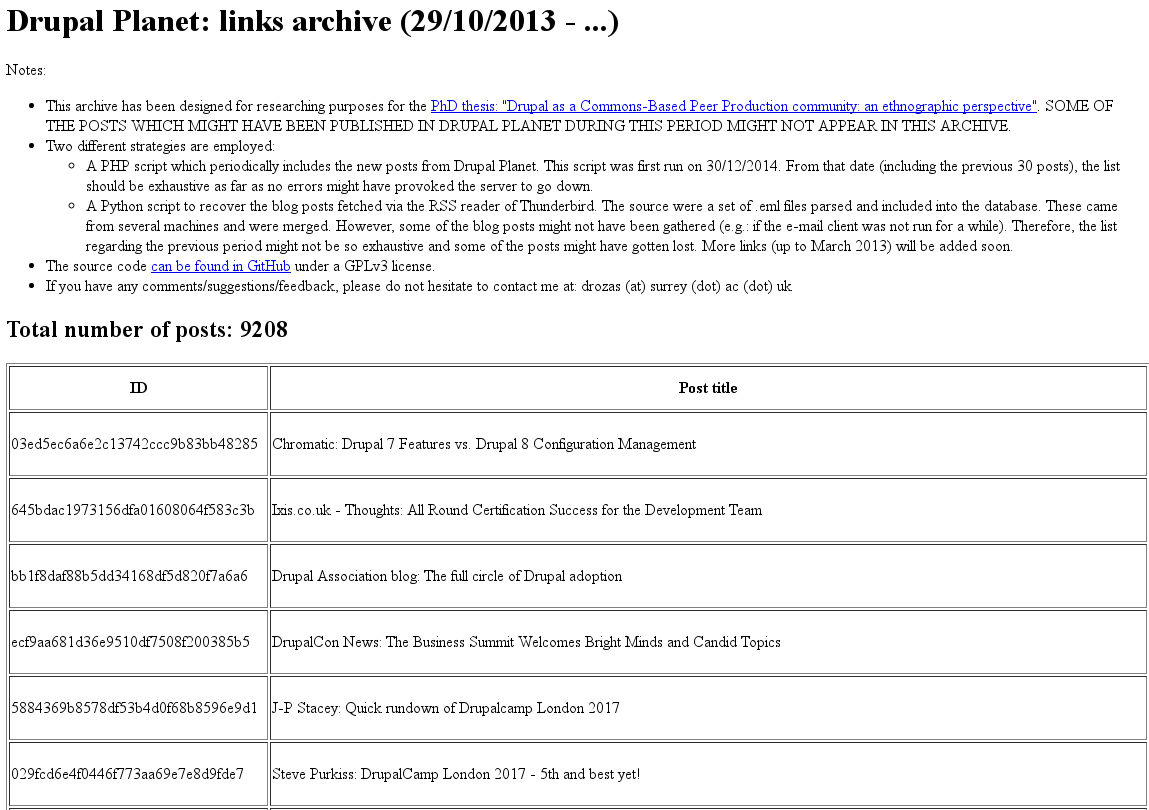 Drupal Planet: links archive (29/10/2013 - ...)
Notes:
This archive has been designed for researching purposes for the PhD thesis: "Drupal as a Commons-Based Peer Production community: an ethnographic perspective". SOME OF
THE POSTS WHICH MIGHT HAVE BEEN PUBLISHED IN DRUPAL PLANET DURING THIS PERIOD MIGHT NOT APPEAR IN THIS ARCHIVE.
Two different strategies are employed:
A PHP script which periodically includes the new posts from Drupal Planet. This script was first run on 30/12/2014. From that date (including the previous 30 posts), the list
should be exhaustive as far as no errors might have provoked the server to go down.
A Python script to recover the blog posts fetched via the RSS reader of Thunderbird. The source were a set of .eml files parsed and included into the database. These came
from several machines and were merged. However, some of the blog posts might not have been gathered (e.g.: if the e-mail client was not run for a while). Therefore, the list
regarding the previous period might not be so exhaustive and some of the posts might have gotten lost. More links (up to March 2013) will be added soon.
The source code can be found in GitHub under a GPLv3 license.
If you have any comments/suggestions/feedback, please do not hesitate to contact me at: drozas (at) surrey (dot) ac (dot) uk
Total number of posts: 9208
ID Post title
03ed5ec6a6e2c13742ccc9b83bb48285 Chromatic: Drupal 7 Features vs. Drupal 8 Configuration Management
645bdac1973156dfa01608064f583c3b Ixis.co.uk - Thoughts: All Round Certification Success for the Development Team
bb1f8daf88b5dd34168df5d820f7a6a6 Drupal Association blog: The full circle of Drupal adoption
ecf9aa681d36e9510df7508f200385b5 DrupalCon News: The Business Summit Welcomes Bright Minds and Candid Topics
5884369b8578df53b4d0f68b8596e9d1 J-P Stacey: Quick rundown of Drupalcamp London 2017
029fcd6e4f0446f773aa69e7e8d9fde7 Steve Purkiss: DrupalCamp London 2017 - 5th and best yet!